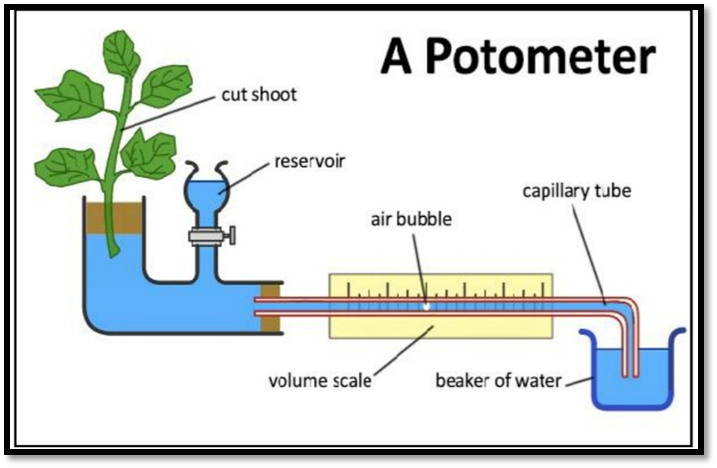 A Potometer
cut shoot
reservoir
capillary tube
air bubble
volume scale
beaker of water